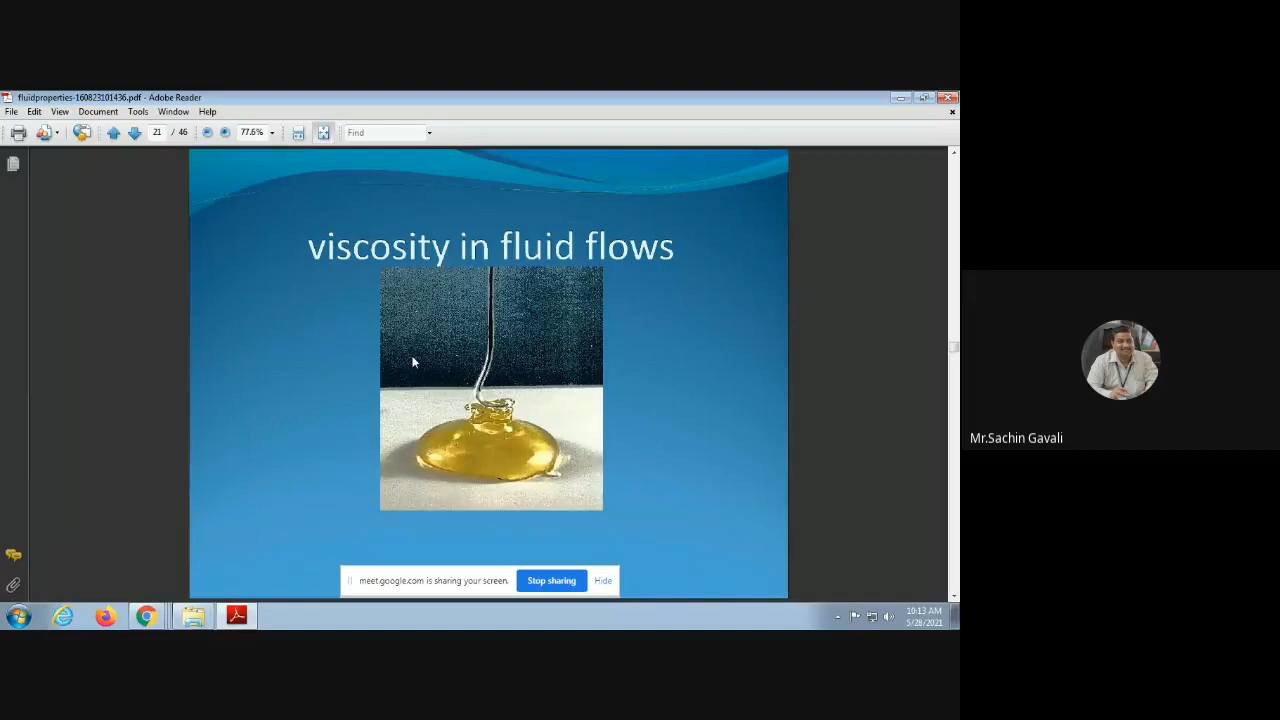 fluidproperties-160823101436.pdf - Adobe Reader
File Edit View Document Tools Window Help
21 / 46 77.6% Find
viscosity in fluid flows
Mr.Sachin Gavali
meet.google.com is sharing your screen. Stop sharing Hide
10:13 AM
5/28/2021